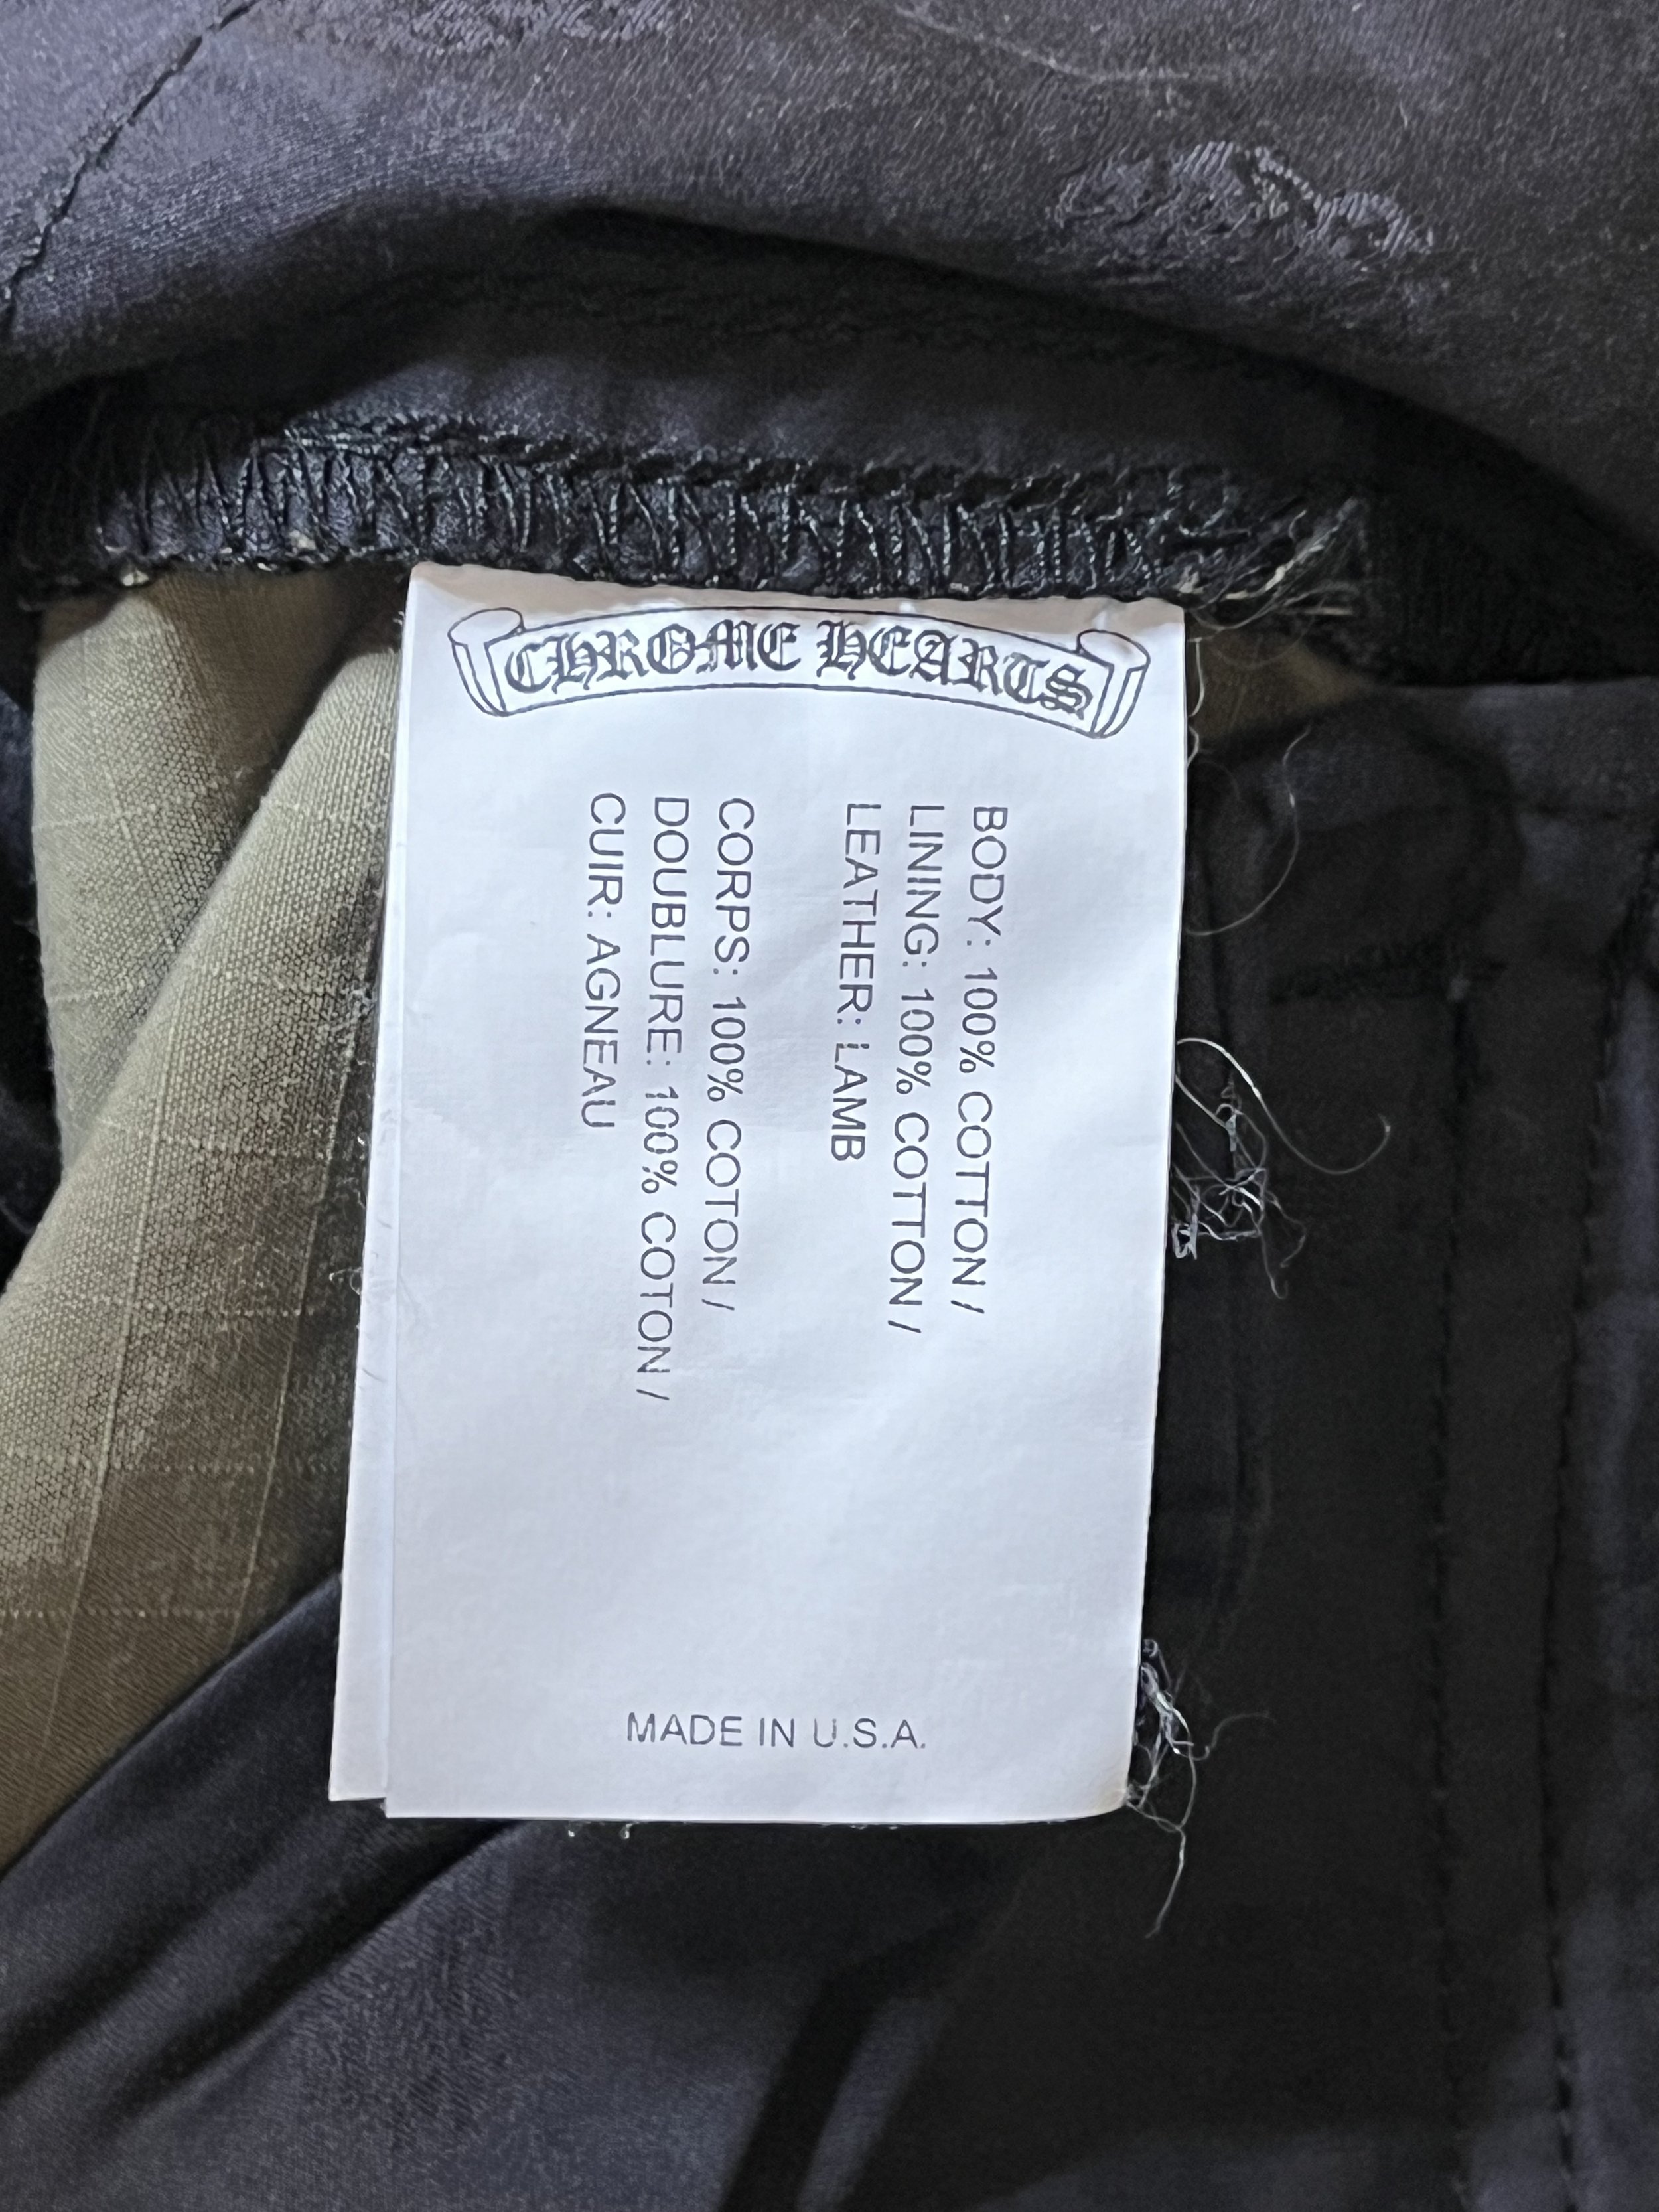 CHROME HEARTS
BODY: 100% COTTON /
LINING: 100% COTTON /
LEATHER: LAMB
CORPS: 100% COTON /
DOUBLURE: 100% COTON /
CUIR: AGNEAU
MADE IN U.S.A.